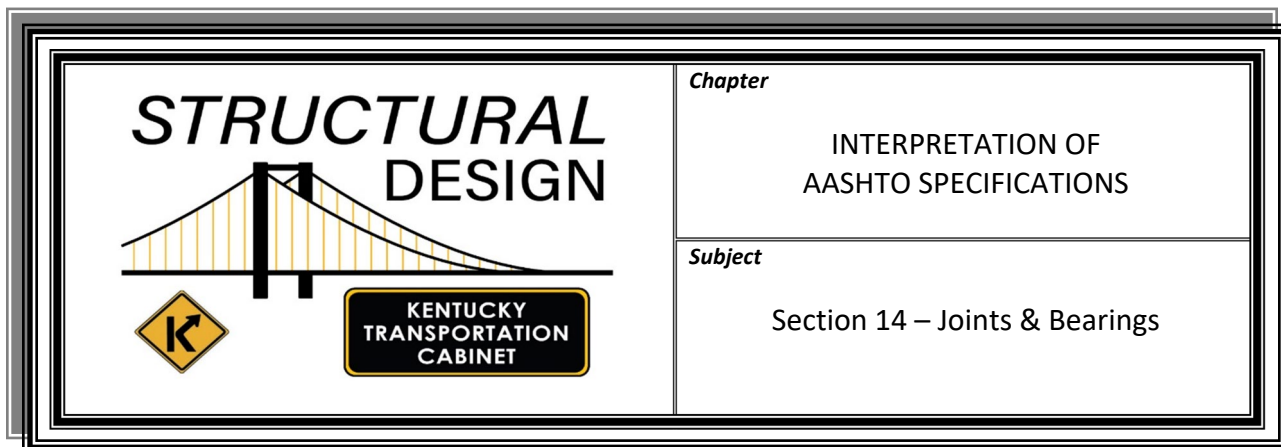 STRUCTURAL
DESIGN
KENTUCKY
TRANSPORTATION
CABINET
Chapter
INTERPRETATION OF
AASHTO SPECIFICATIONS
Subject
Section 14 – Joints & Bearings